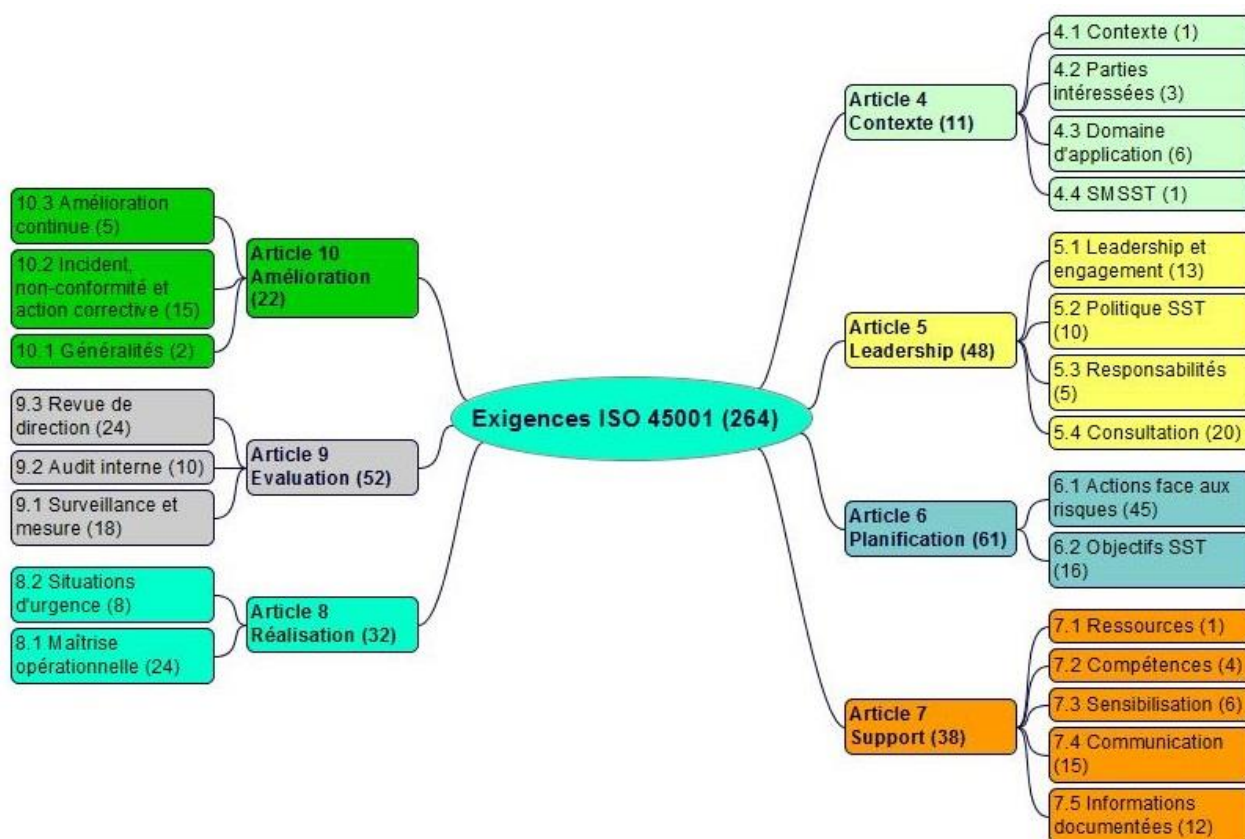 Exigences ISO 45001 (264)
Article 4
Contexte (11)
4.1 Contexte (1)
4.2 Parties
intéressées (3)
4.3 Domaine
d'application (6)
4.4 SMSST (1)
Article 5
Leadership (48)
5.1 Leadership et
engagement (13)
5.2 Politique SST
(10)
5.3 Responsabilités
(5)
5.4 Consultation (20)
Article 6
Planification (61)
6.1 Actions face aux
risques (45)
6.2 Objectifs SST
(16)
Article 7
Support (38)
7.1 Ressources (1)
7.2 Compétences (4)
7.3 Sensibilisation (6)
7.4 Communication
(15)
7.5 Informations
documentées (12)
Article 8
Réalisation (32)
8.2 Situations
d'urgence (8)
8.1 Maîtrise
opérationnelle (24)
Article 9
Evaluation (52)
9.3 Revue de
direction (24)
9.2 Audit interne (10)
9.1 Surveillance et
mesure (18)
Article 10
Amélioration
(22)
10.3 Amélioration
continue (5)
10.2 Incident,
non-conformité et
action corrective (15)
10.1 Généralités (2)